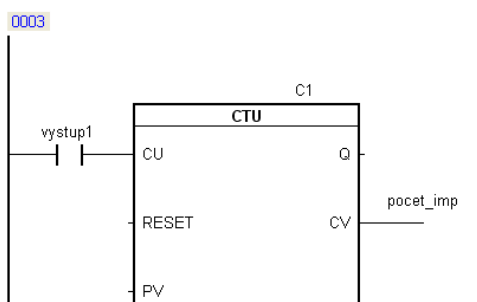 0003
C1
CTU
vystup1
CU Q
pocet_imp
RESET CV
PV